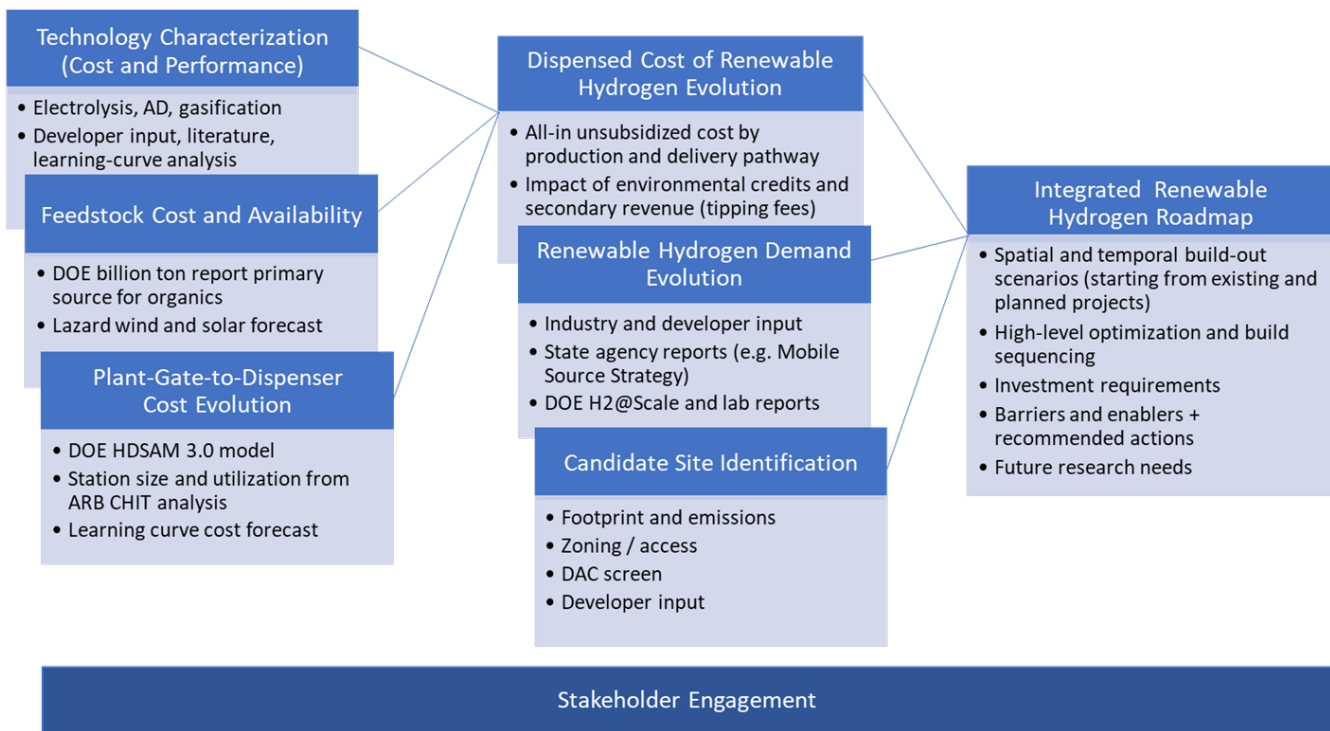 Technology Characterization
(Cost and Performance)
• Electrolysis, AD, gasification
• Developer input, literature,
learning-curve analysis
Feedstock Cost and Availability
• DOE billion ton report primary
source for organics
• Lazard wind and solar forecast
Plant-Gate-to-Dispenser
Cost Evolution
• DOE HDSAM 3.0 model
• Station size and utilization from
ARB CHIT analysis
• Learning curve cost forecast
Dispensed Cost of Renewable
Hydrogen Evolution
• All-in unsubsidized cost by
production and delivery pathway
• Impact of environmental credits and
secondary revenue (tipping fees)
Renewable Hydrogen Demand
Evolution
• Industry and developer input
• State agency reports (e.g. Mobile
Source Strategy)
• DOE H2@Scale and lab reports
Candidate Site Identification
• Footprint and emissions
• Zoning / access
• DAC screen
• Developer input
Integrated Renewable
Hydrogen Roadmap
• Spatial and temporal build-out
scenarios (starting from existing and
planned projects)
• High-level optimization and build
sequencing
• Investment requirements
• Barriers and enablers +
recommended actions
• Future research needs
Stakeholder Engagement